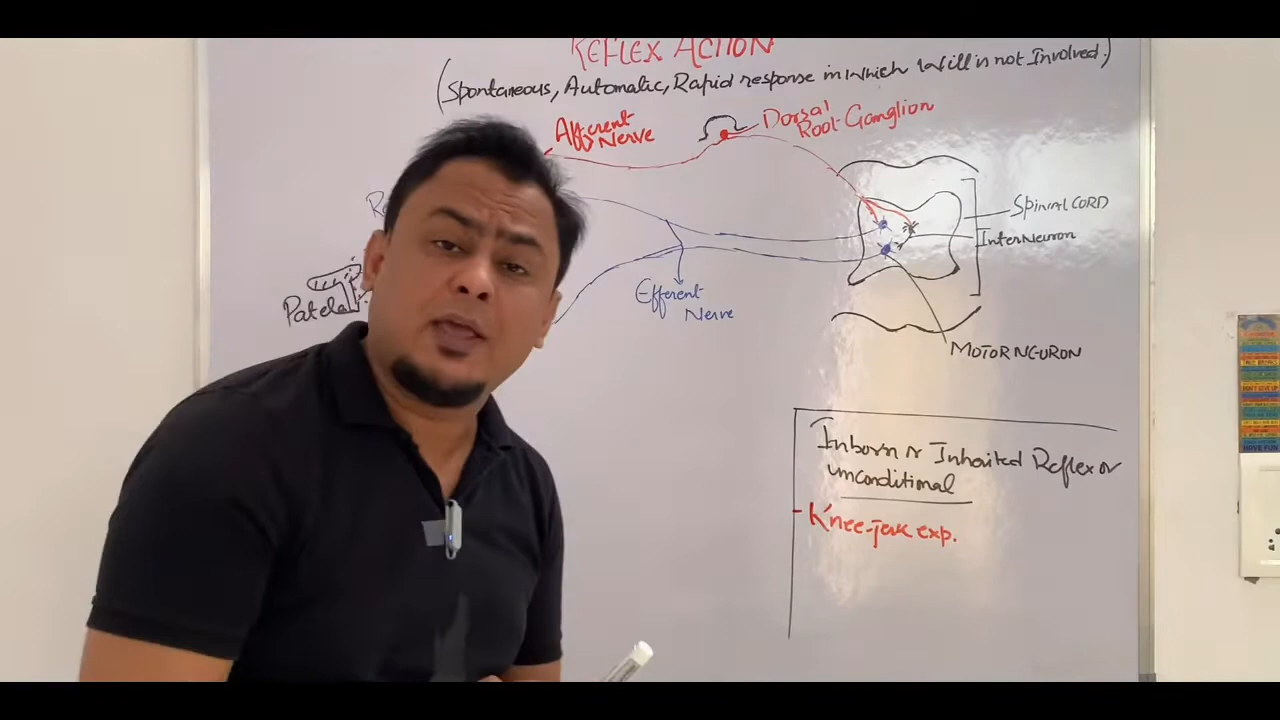 REFLEX ACTION
(Spontaneous, Automatic, Rapid response in which Will is not Involved.)
Afferent
Nerve
Dorsal
Root Ganglion
SPINAL CORD
InterNeuron
Efferent
Nerve
Patela
MOTOR NEURON
Inborn or Inherited Reflex or
unconditional
Knee-jerk exp.